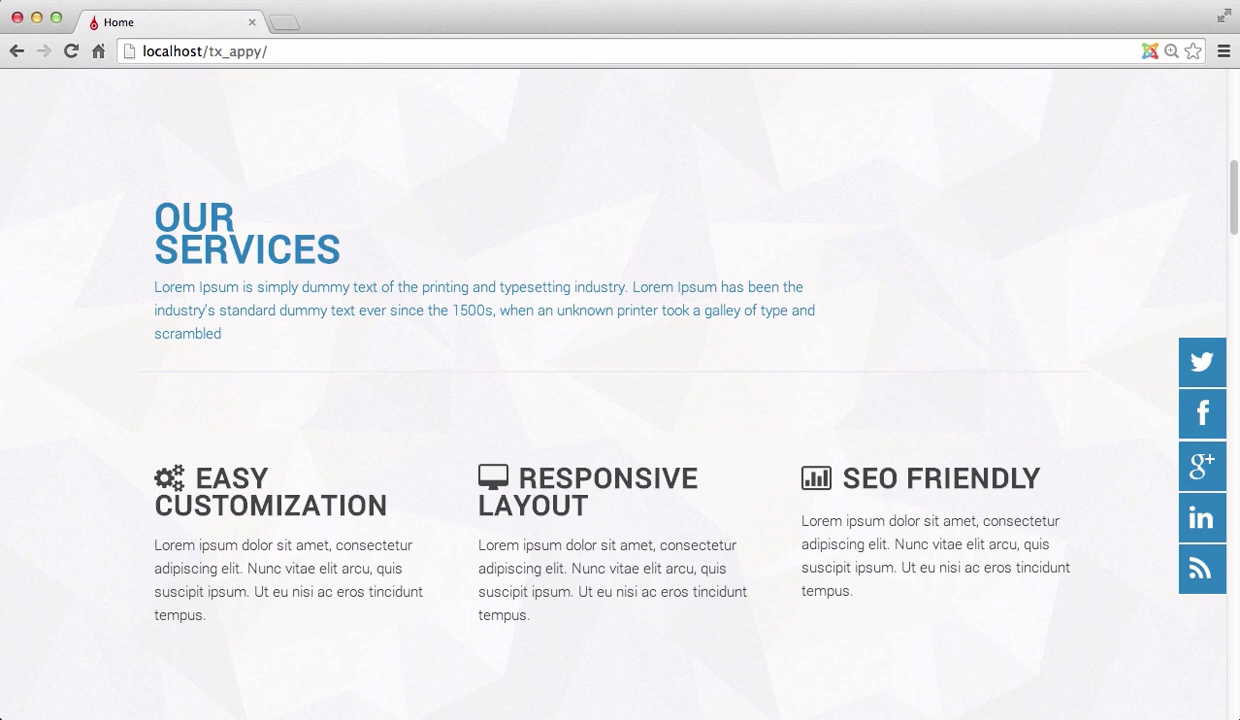 Home
localhost/tx_appy/
OUR
SERVICES
Lorem Ipsum is simply dummy text of the printing and typesetting industry. Lorem Ipsum has been the
industry's standard dummy text ever since the 1500s, when an unknown printer took a galley of type and
scrambled
EASY
CUSTOMIZATION
Lorem ipsum dolor sit amet, consectetur
adipiscing elit. Nunc vitae elit arcu, quis
suscipit ipsum. Ut eu nisi ac eros tincidunt
tempus.
RESPONSIVE
LAYOUT
Lorem ipsum dolor sit amet, consectetur
adipiscing elit. Nunc vitae elit arcu, quis
suscipit ipsum. Ut eu nisi ac eros tincidunt
tempus.
SEO FRIENDLY
Lorem ipsum dolor sit amet, consectetur
adipiscing elit. Nunc vitae elit arcu, quis
suscipit ipsum. Ut eu nisi ac eros tincidunt
tempus.
f
g+
in